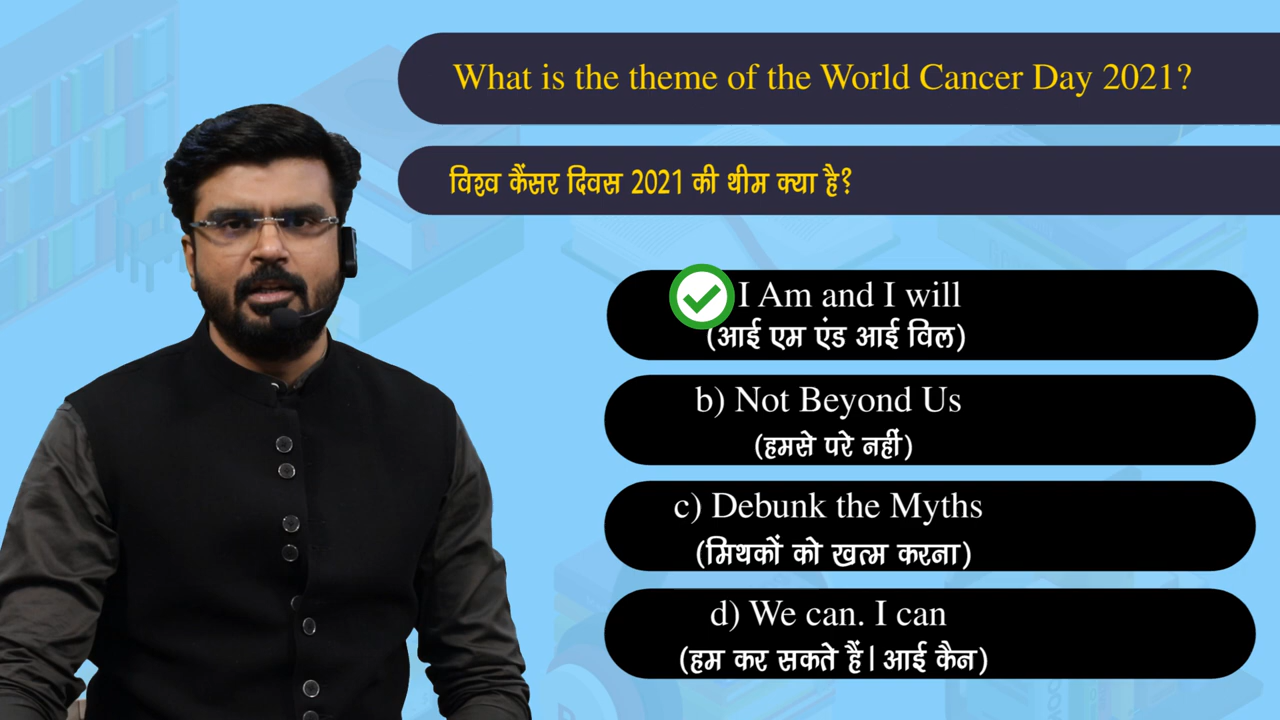 What is the theme of the World Cancer Day 2021?
विश्व कैंसर दिवस 2021 की थीम क्या है?
I Am and I will
(आई एम एंड आई विल)
b) Not Beyond Us
(हमसे परे नहीं)
c) Debunk the Myths
(मिथकों को खत्म करना)
d) We can. I can
(हम कर सकते हैं। आई कैन)